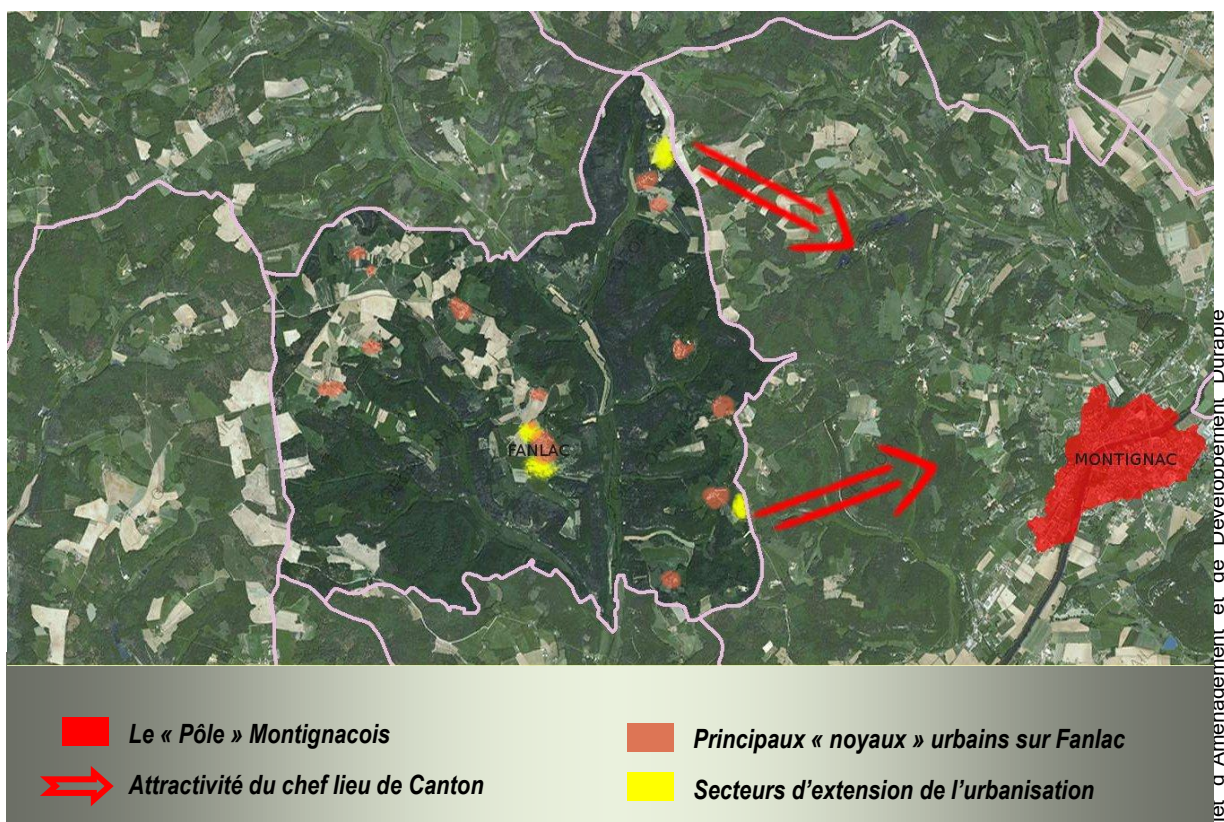 FANLAC
MONTIGNAC
Le « Pôle » Montignacois
Attractivité du chef lieu de Canton
Principaux « noyaux » urbains sur Fanlac
Secteurs d'extension de l'urbanisation
et d'Aménagement et de Développement Durable